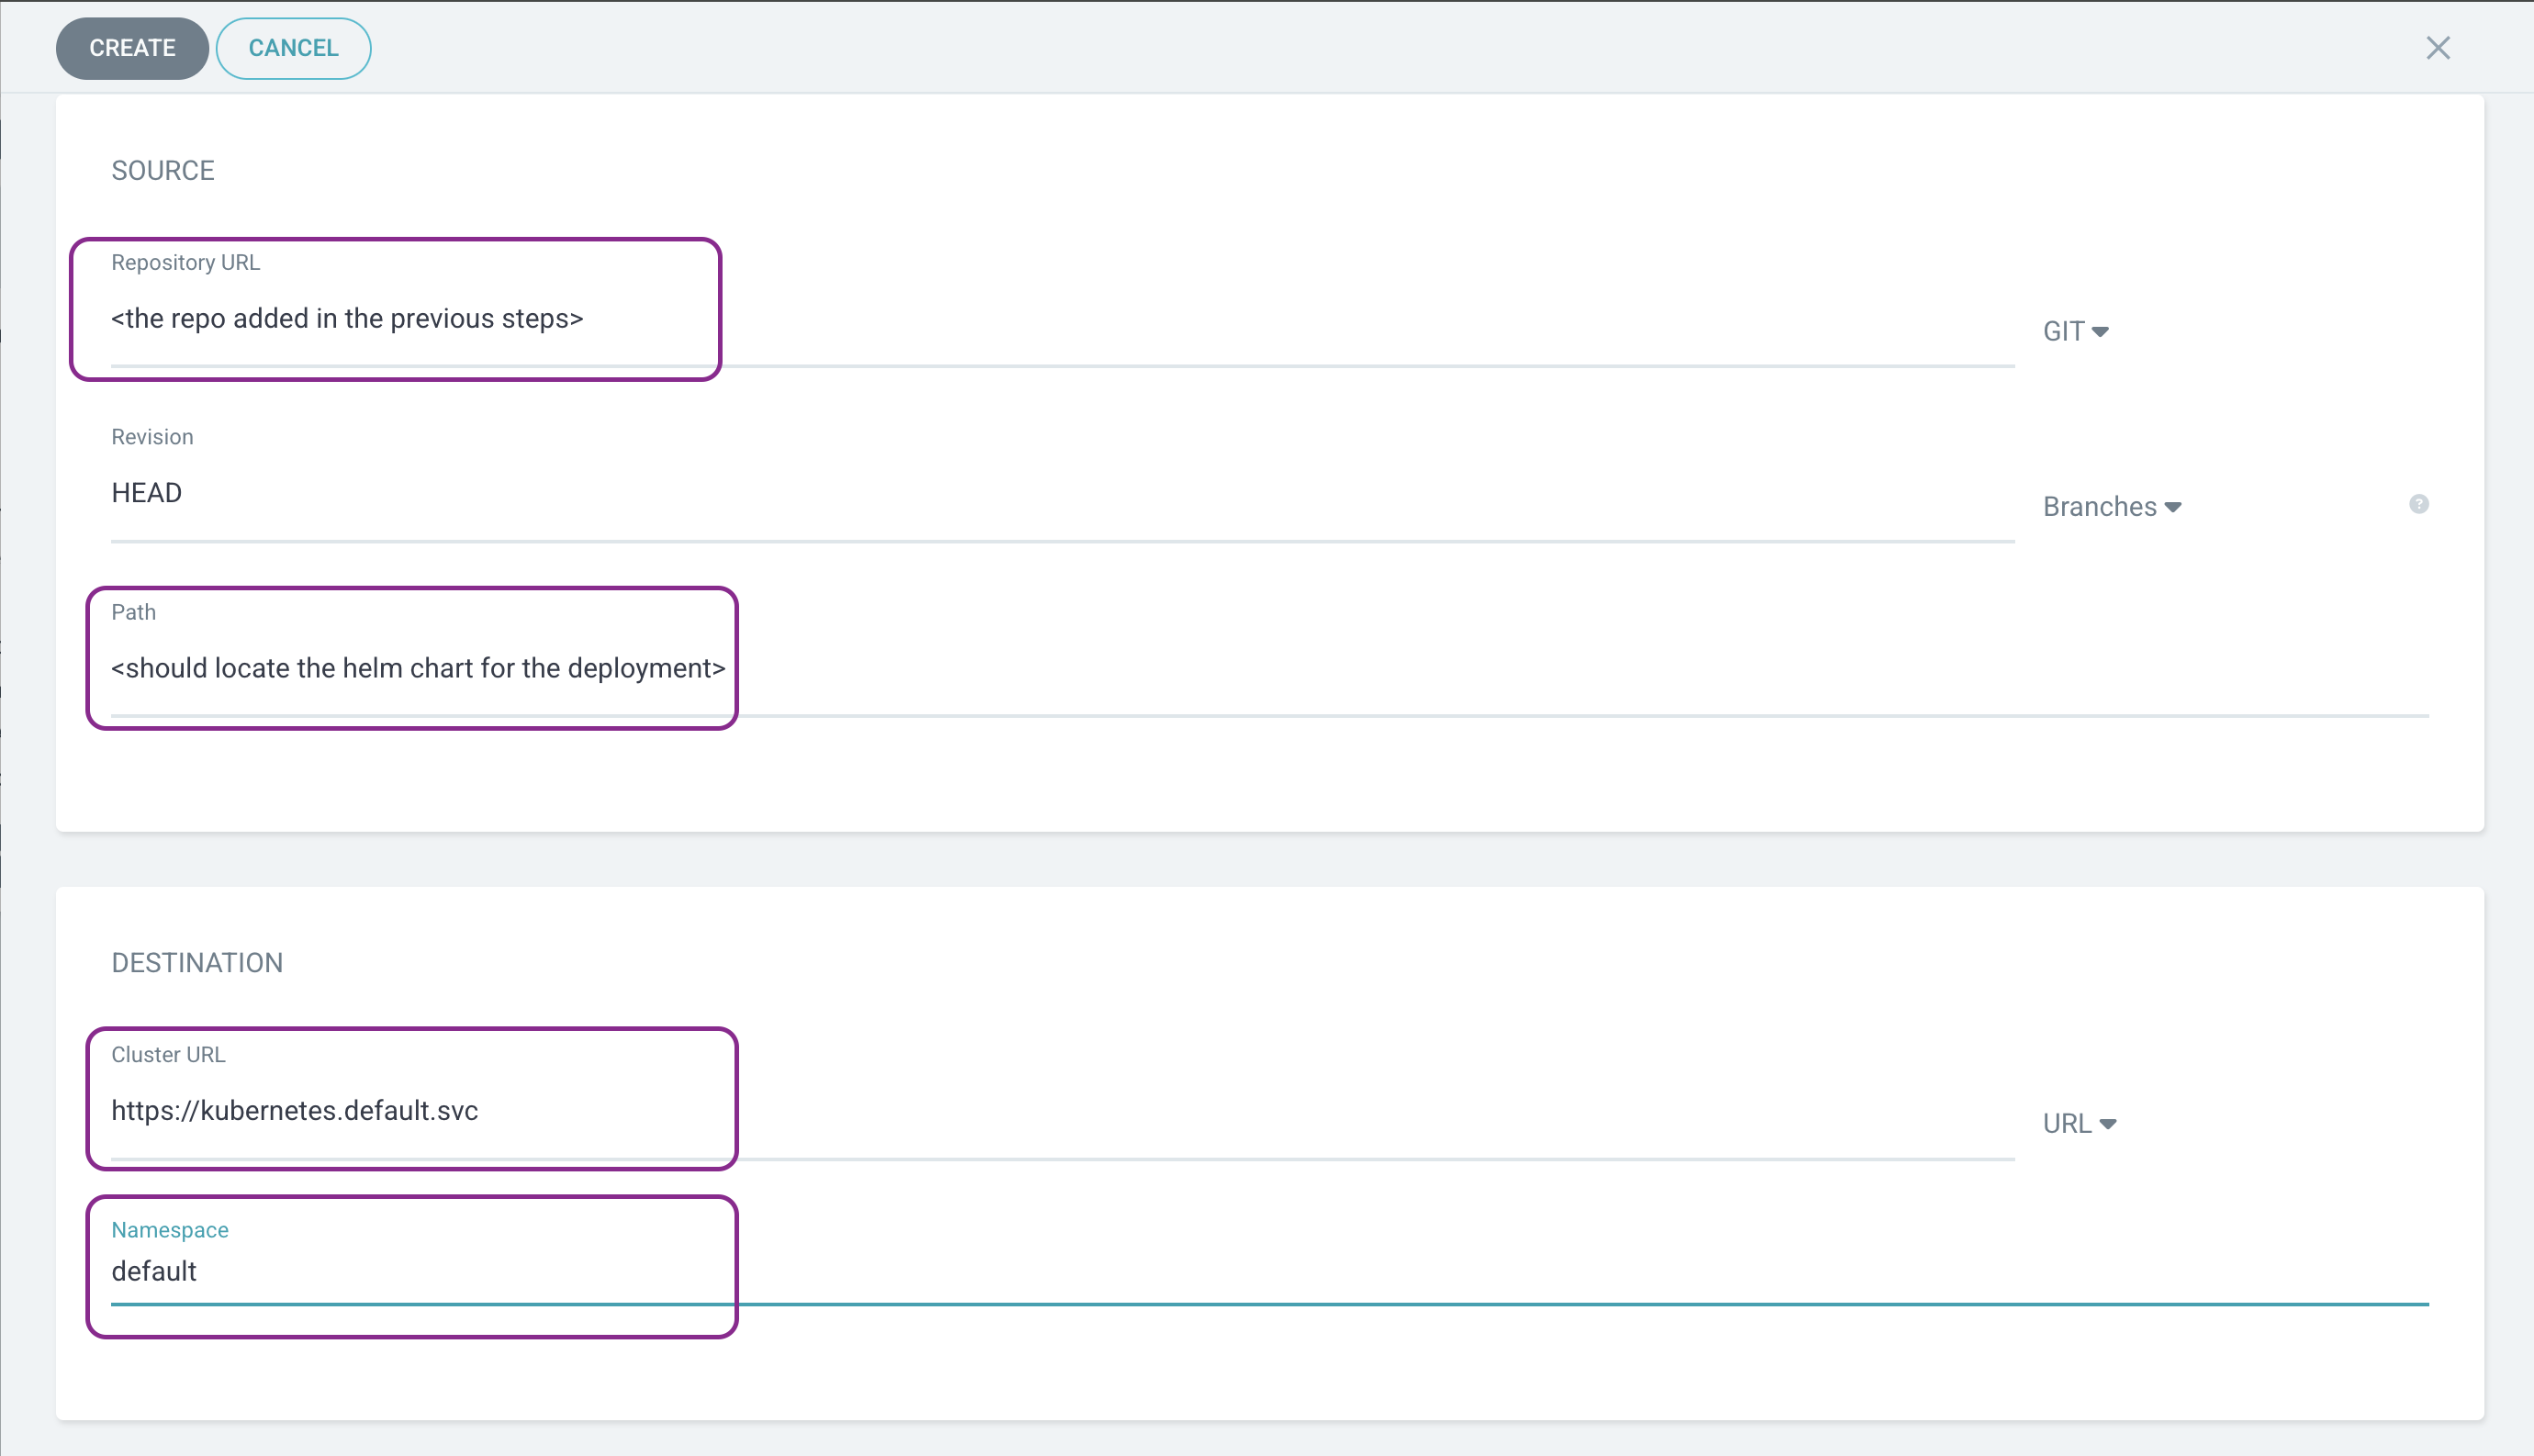 CREATE
CANCEL
SOURCE
Repository URL
<the repo added in the previous steps>
GIT
Revision
HEAD
Branches
?
Path
<should locate the helm chart for the deployment>
DESTINATION
Cluster URL
https://kubernetes.default.svc
URL
Namespace
default